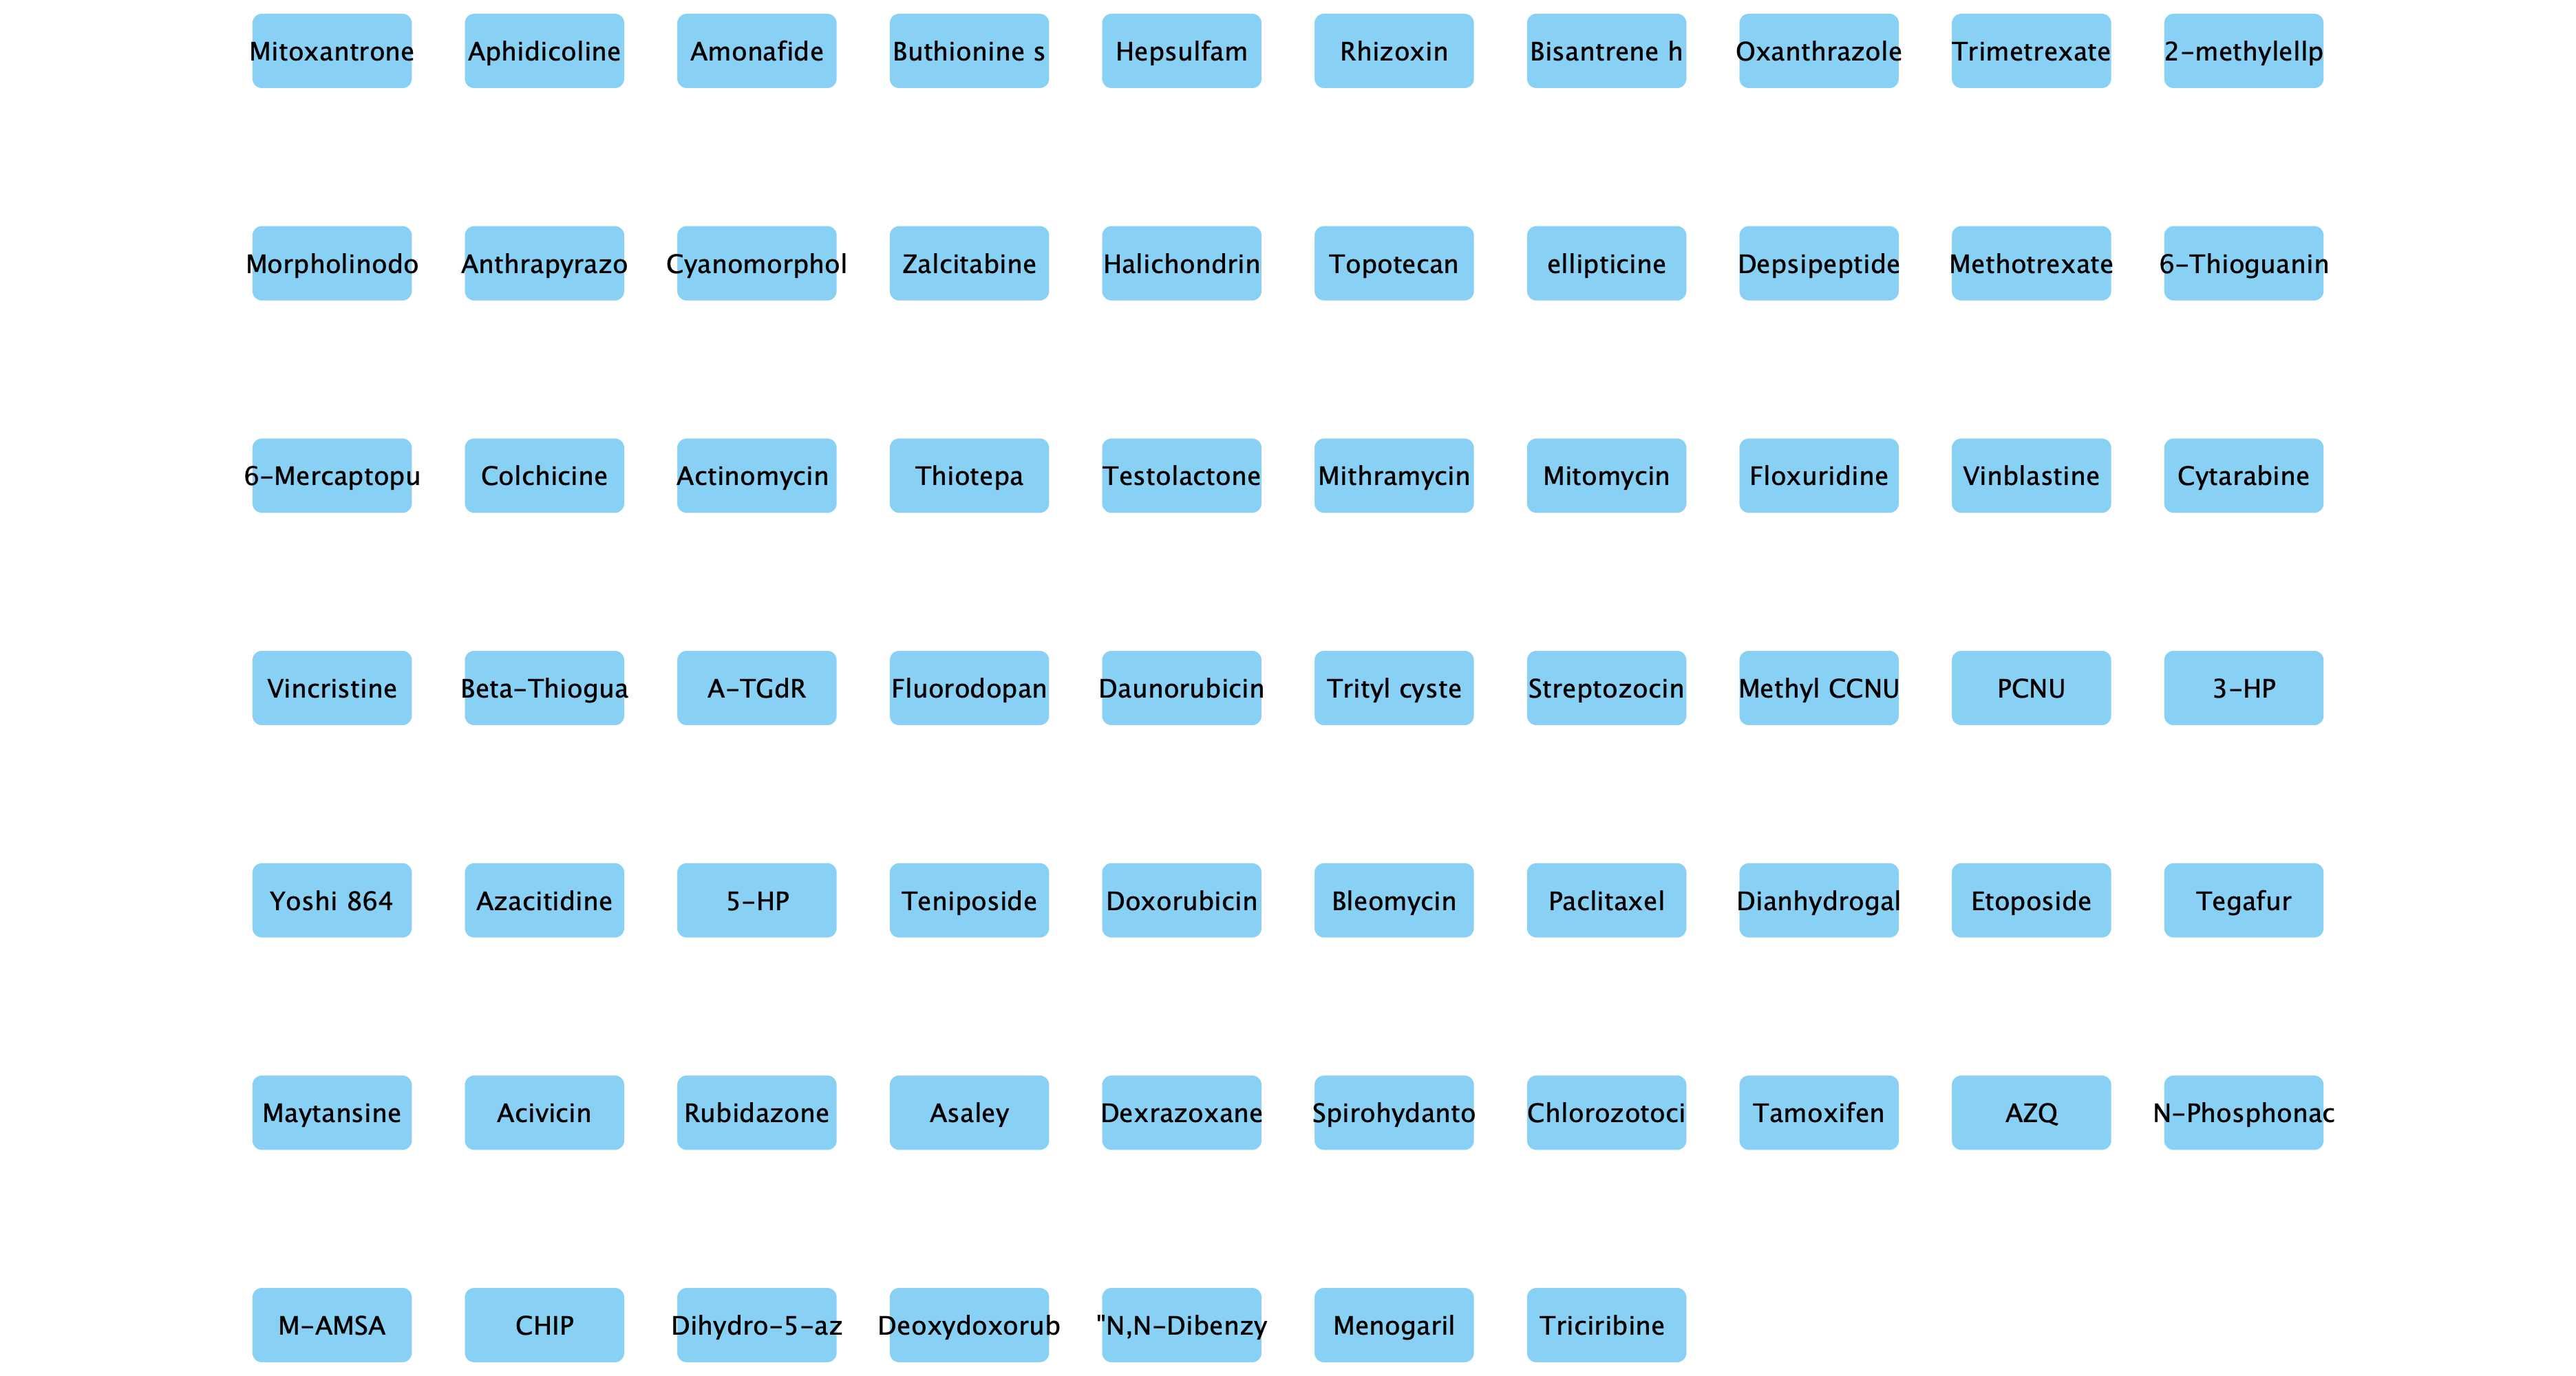 Mitoxantrone Aphidicoline Amonafide Buthionine s Hepsulfam Rhizoxin Bisantrene h Oxanthrazole Trimetrexate 2-methylellp
Morpholinodo Anthrapyrazo Cyanomorphol Zalcitabine Halichondrin Topotecan ellipticine Depsipeptide Methotrexate 6-Thioguanin
6-Mercaptopu Colchicine Actinomycin Thiotepa Testolactone Mithramycin Mitomycin Floxuridine Vinblastine Cytarabine
Vincristine Beta-Thiogua A-TGdR Fluorodopan Daunorubicin Trityl cyste Streptozocin Methyl CCNU PCNU 3-HP
Yoshi 864 Azacitidine 5-HP Teniposide Doxorubicin Bleomycin Paclitaxel Dianhydrogal Etoposide Tegafur
Maytansine Acivicin Rubidazone Asaley Dexrazoxane Spirohydanto Chlorozotoci Tamoxifen AZQ N-Phosphonac
M-AMSA CHIP Dihydro-5-az Deoxydoxorub "N,N-Dibenzy Menogaril Triciribine